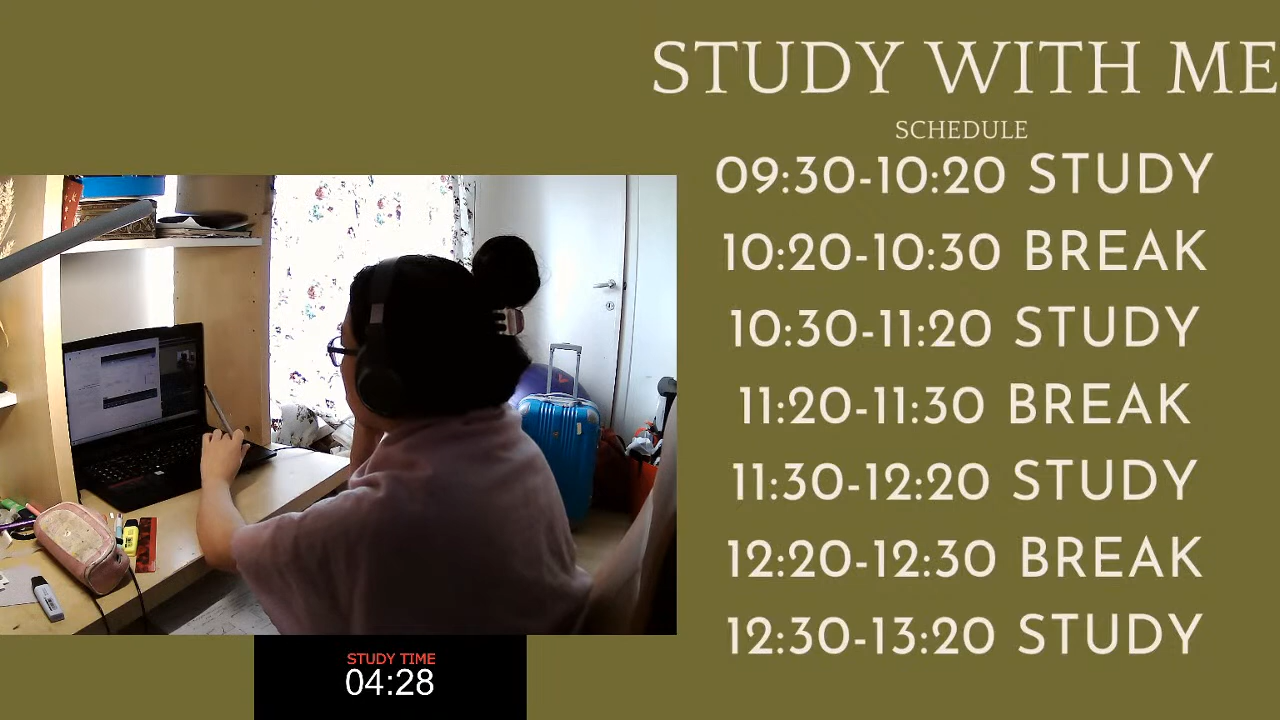 STUDY WITH ME
SCHEDULE
09:30-10:20 STUDY
10:20-10:30 BREAK
10:30-11:20 STUDY
11:20-11:30 BREAK
11:30-12:20 STUDY
12:20-12:30 BREAK
12:30-13:20 STUDY
STUDY TIME
04:28